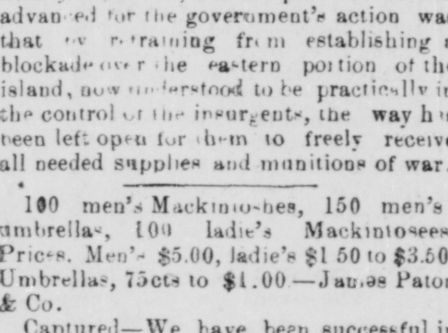 advanced for the government's action wa
that by refraining from establishing a
blockade over the eastern portion of the
island, now understood to be practically in
the control of the insurgents, the way h
been left open for them to freely receive
all needed supplies and munitions of war.
100 men's Mackintoshes, 150 men's
umbrellas, 100 ladie's Mackintosees
Prices. Men's $5.00, ladie's $1 50 to $3.50
Umbrellas, 75cts to $1.00—James Paton
& Co.
Captured—We have been successful i